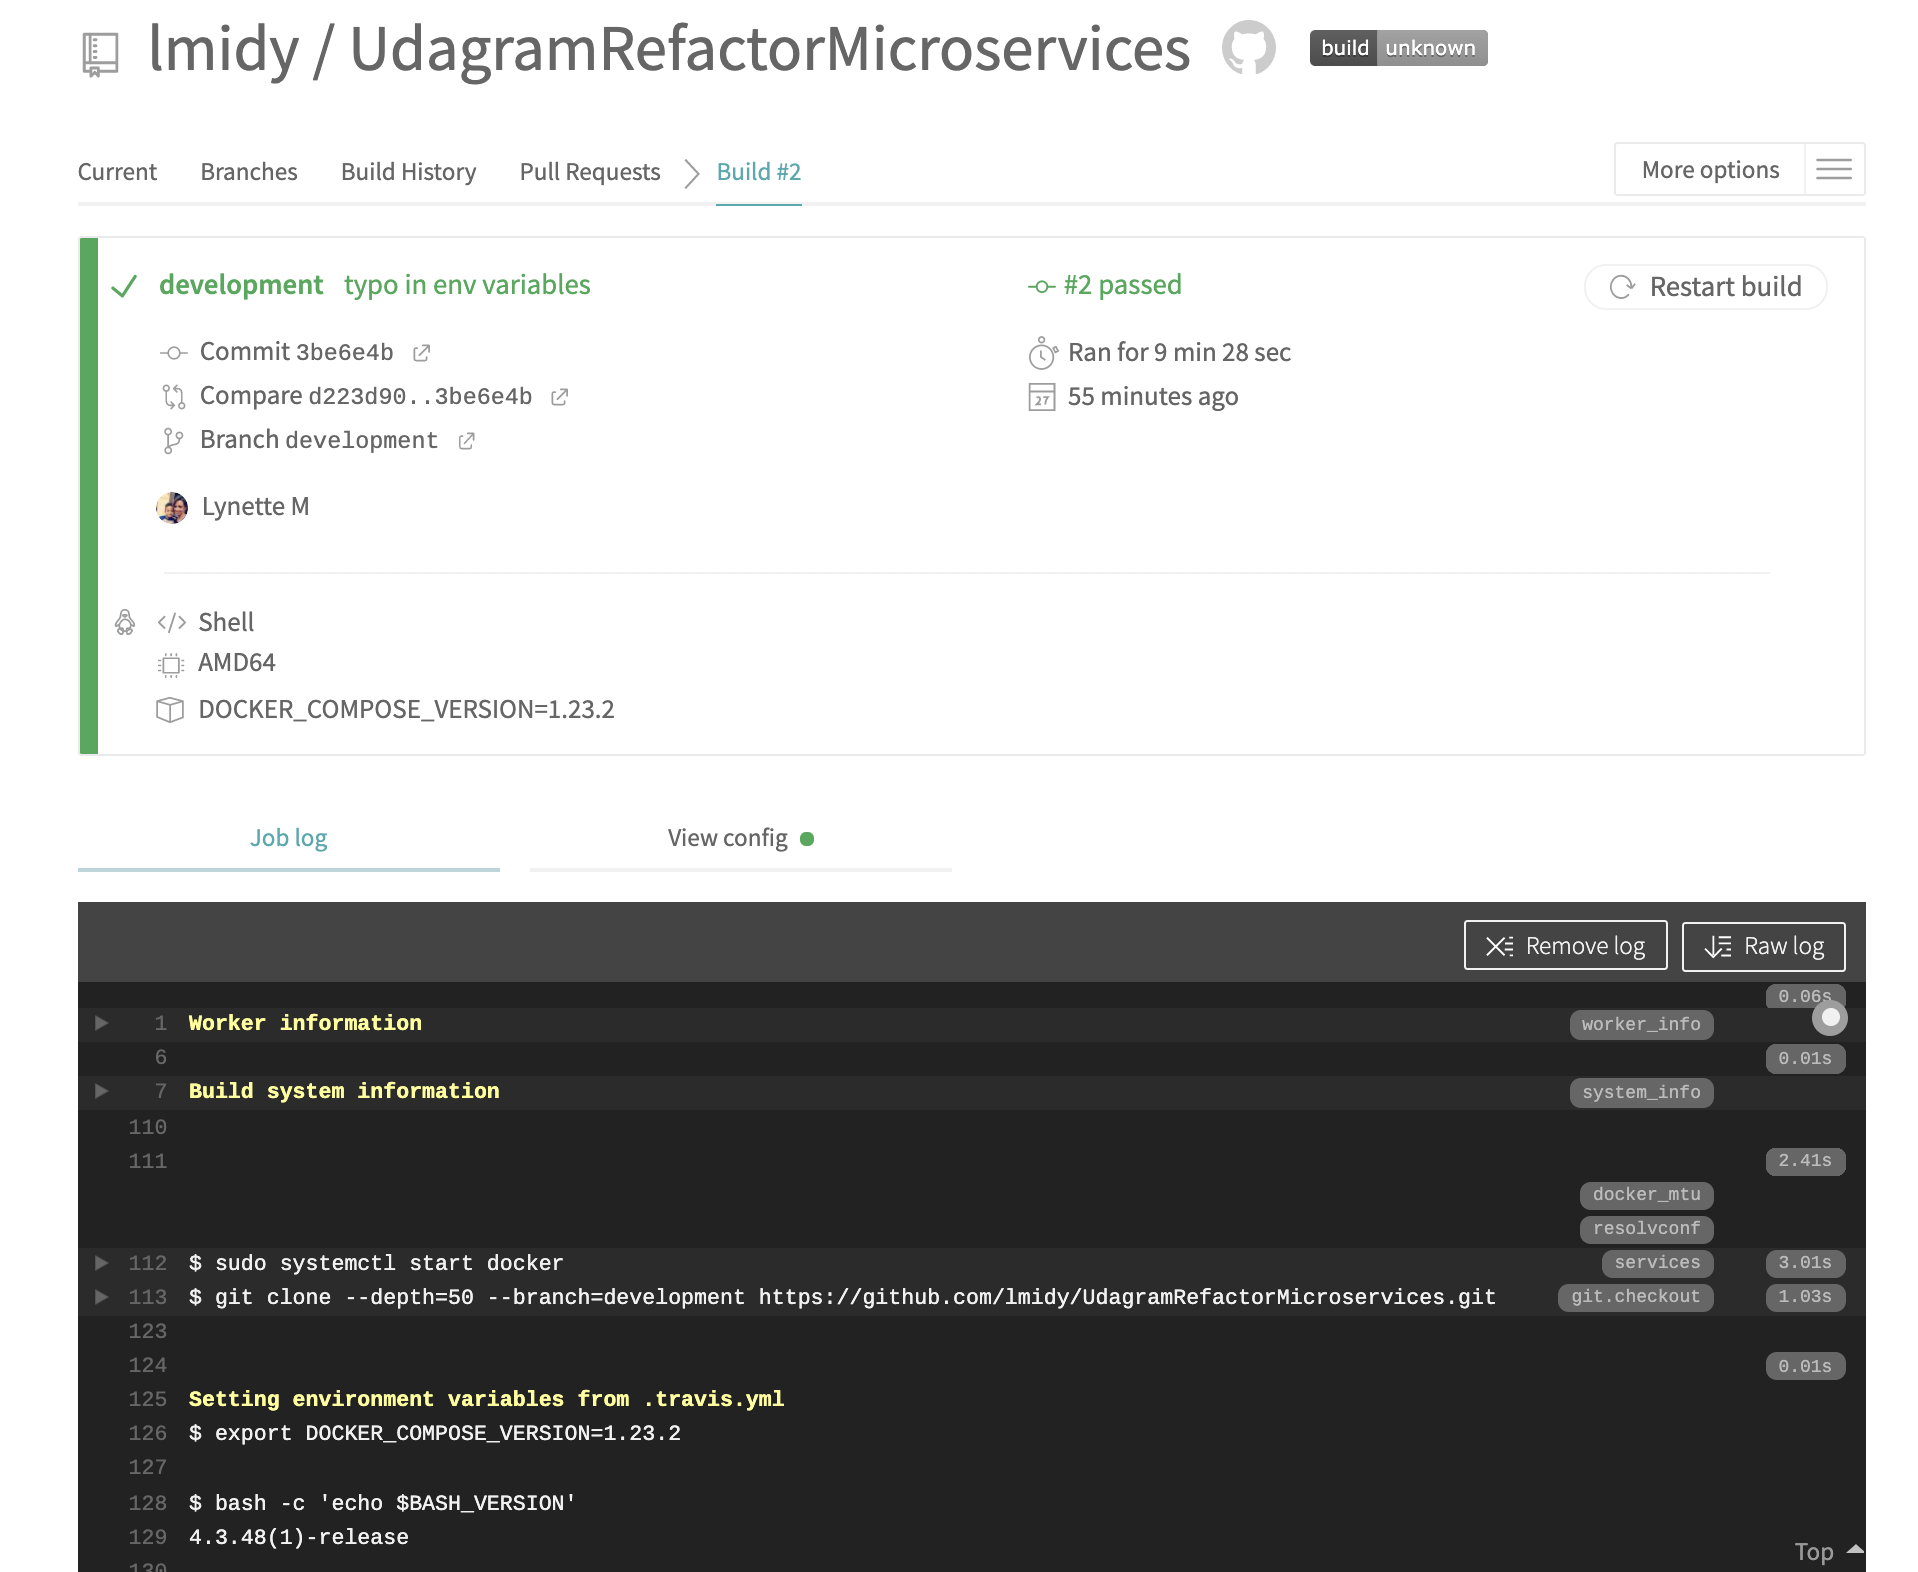 lmidy / UdagramRefactorMicroservices build unknown
Current Branches Build History Pull Requests Build #2 More options
development typo in env variables #2 passed Restart build
Commit 3be6e4b Ran for 9 min 28 sec
Compare d223d90..3be6e4b 27 55 minutes ago
Branch development
Lynette M
</> Shell
AMD64
DOCKER_COMPOSE_VERSION=1.23.2
Job log View config
Remove log Raw log
0.06s
1 Worker information worker_info
6 0.01s
7 Build system information system_info
110
111 2.41s
docker_mtu
resolvconf
112 $ sudo systemctl start docker services 3.01s
113 $ git clone --depth=50 --branch=development https://github.com/lmidy/UdagramRefactorMicroservices.git git.checkout 1.03s
123
124 0.01s
125 Setting environment variables from .travis.yml
126 $ export DOCKER_COMPOSE_VERSION=1.23.2
127
128 $ bash -c 'echo $BASH_VERSION'
129 4.3.48(1)-release
130 Top